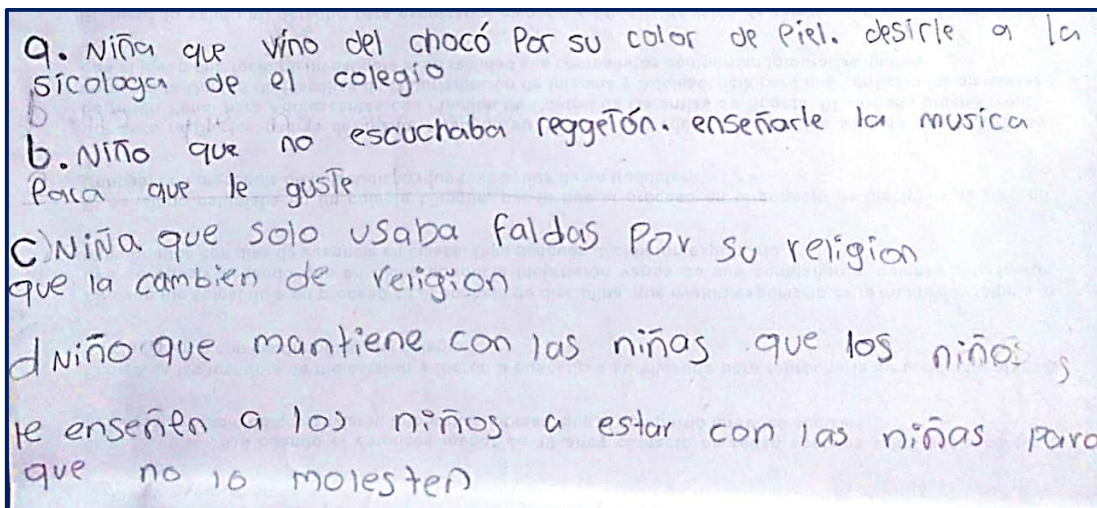 a. Niña que vino del chocó Por su color de Piel. desirle a la
sicologa de el colegio
b
b. Niño que no escuchaba reggetón. enseñarle la musica
Para que le guste
C) Niña que solo usaba faldas Por su religion
que la cambien de religion
d Niño que mantiene con las niñas que los niños
le enseñen a los niños a estar con las niñas para
que no lo molesten